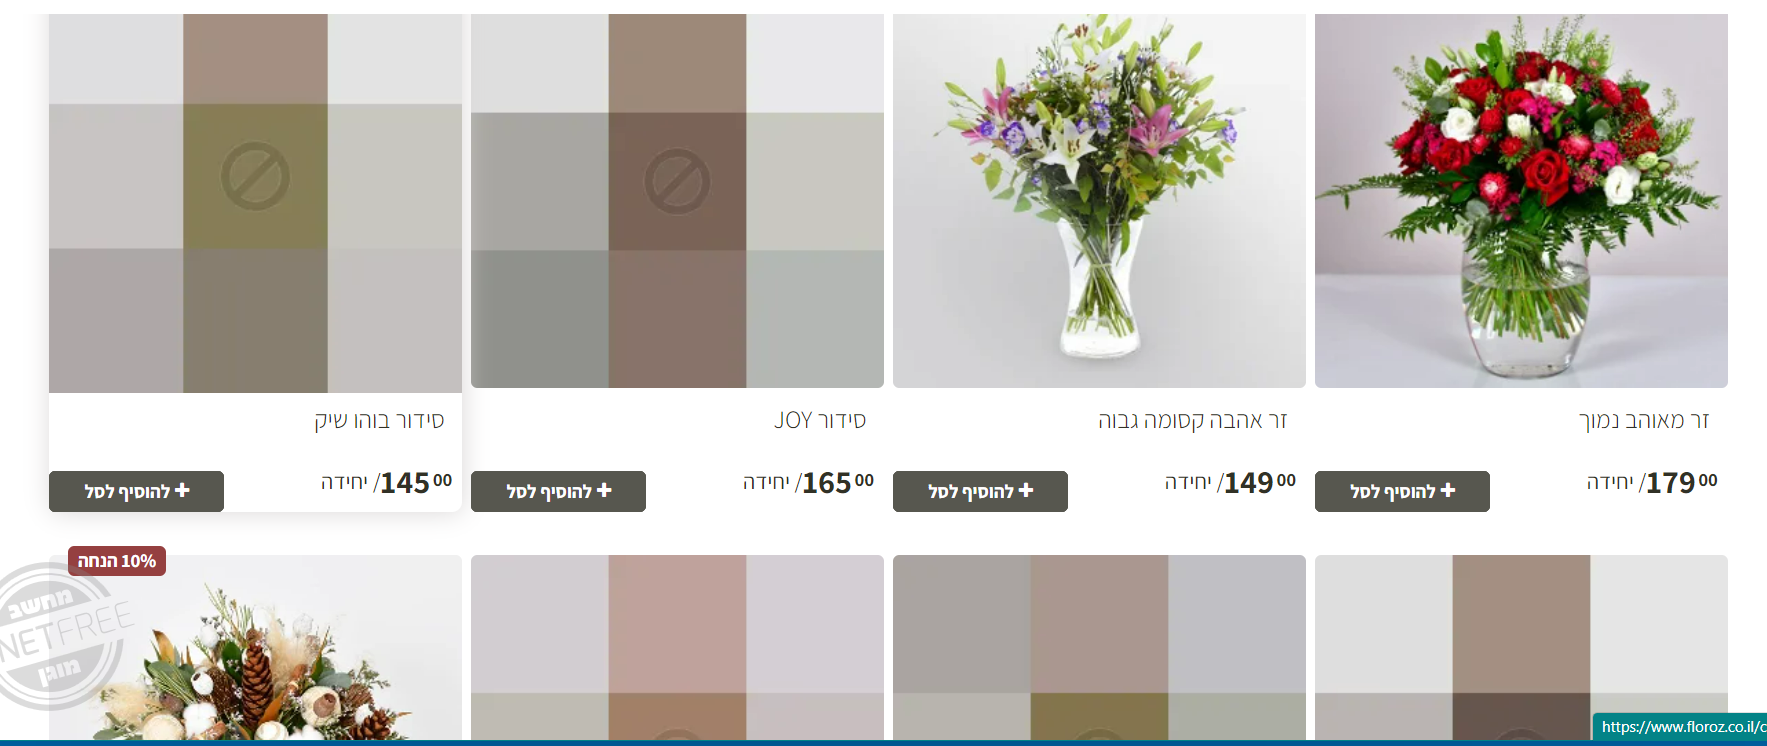 זר מאוהב נמוך
זר אהבה קסומה גבוה
סידור JOY
סידור בוהו שיק
179.00 / יחידה
+ להוסיף לסל
149.00 / יחידה
+ להוסיף לסל
165.00 / יחידה
+ להוסיף לסל
145.00 / יחידה
+ להוסיף לסל
10% הנחה
מחשב
NETFREE
מוגן
https://www.floroz.co.il/c